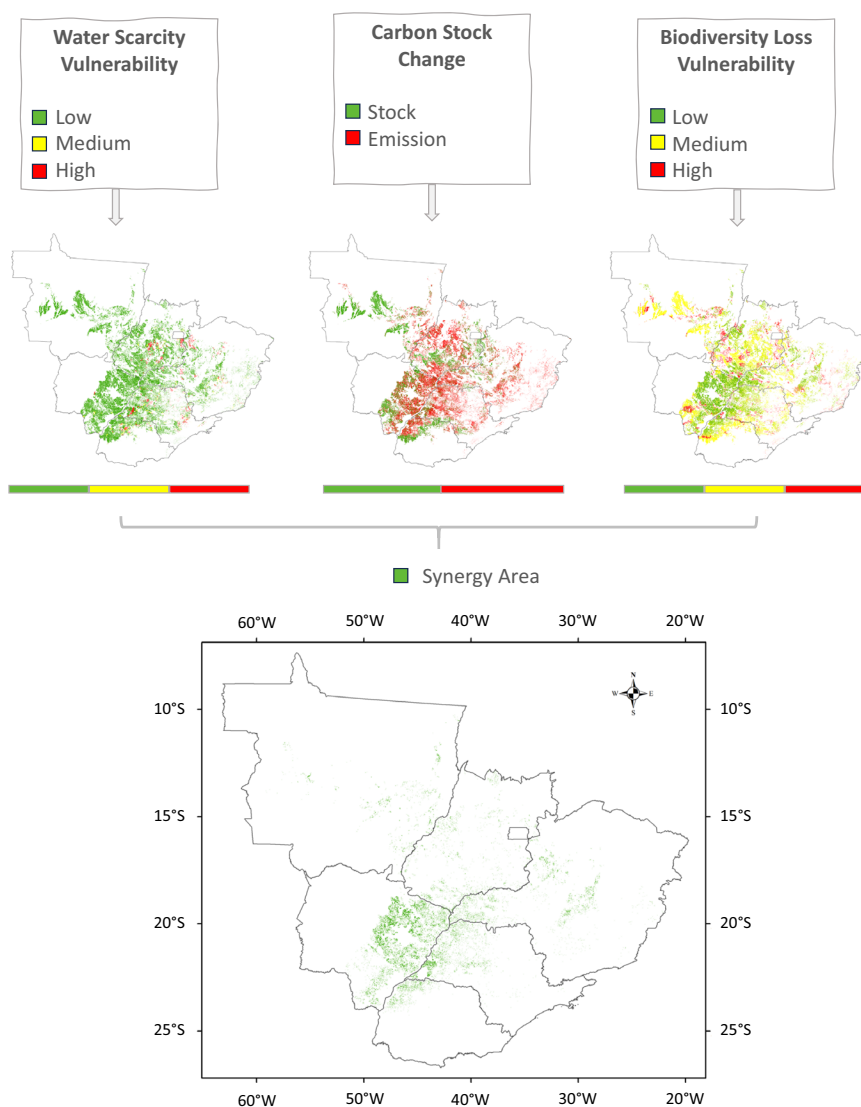 Water Scarcity
Vulnerability
Low
Medium
High
Carbon Stock
Change
Stock
Emission
Biodiversity Loss
Vulnerability
Low
Medium
High
Synergy Area
60°W 50°W 40°W 30°W 20°W
10°S 10°S
15°S 15°S
20°S 20°S
25°S 25°S
N
W E
S
60°W 50°W 40°W 30°W 20°W